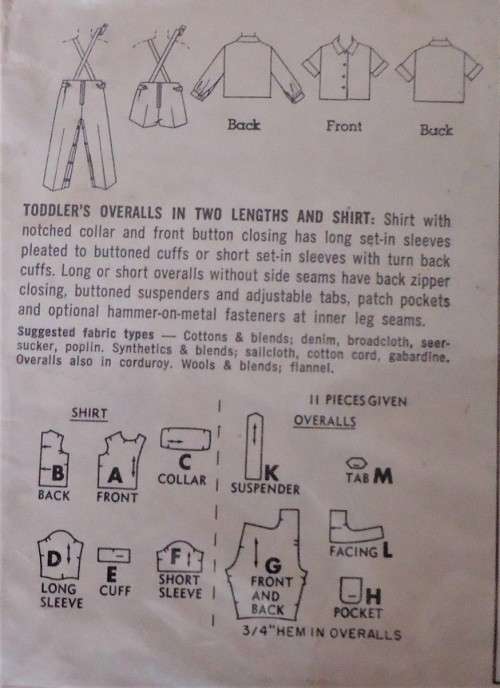 Back
Front
Back
TODDLER'S OVERALLS IN TWO LENGTHS AND SHIRT: Shirt with
notched collar and front button closing has long set-in sleeves
pleated to buttoned cuffs or short set-in sleeves with turn back
cuffs. Long or short overalls without side seams have back zipper
closing, buttoned suspenders and adjustable tabs, patch pockets
and optional hammer-on-metal fasteners at inner leg seams.
Suggested fabric types — Cottons & blends; denim, broadcloth, seer-
sucker, poplin. Synthetics & blends; sailcloth, cotton cord, gabardine.
Overalls also in corduroy. Wools & blends; flannel.
11 PIECES GIVEN
SHIRT
B
BACK
A
FRONT
C
COLLAR
D
LONG
SLEEVE
E
CUFF
F
SHORT
SLEEVE
OVERALLS
K
SUSPENDER
TAB M
G
FRONT
AND
BACK
FACING L
H
POCKET
3/4" HEM IN OVERALLS